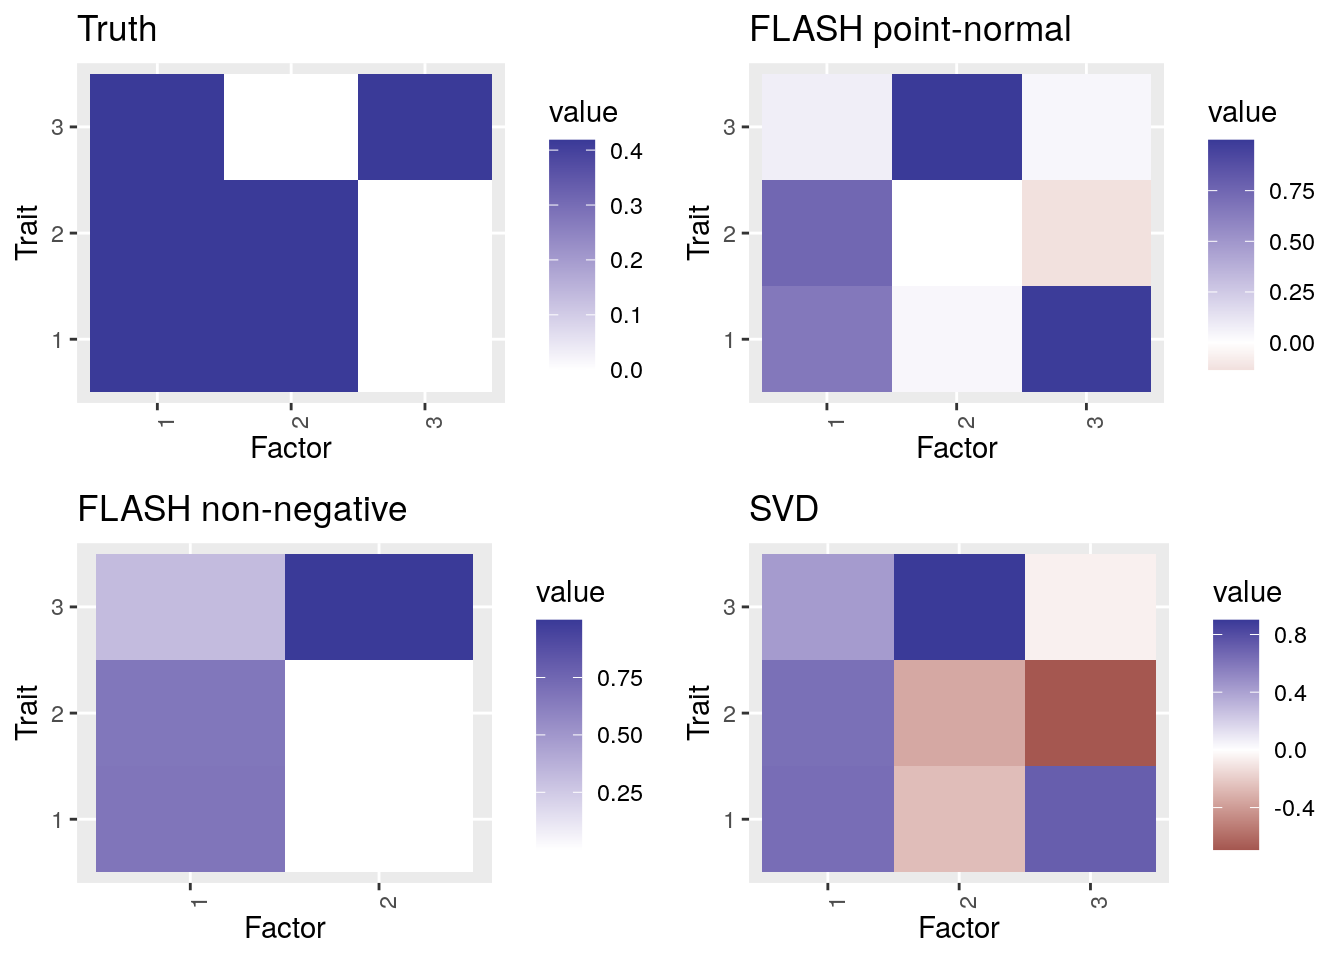 Truth
value
0.4
0.3
0.2
0.1
0.0
3
2
1
Trait
1
2
3
Factor
FLASH point-normal
value
0.75
0.50
0.25
0.00
3
2
1
Trait
1
2
3
Factor
FLASH non-negative
value
0.75
0.50
0.25
3
2
1
Trait
1
2
Factor
SVD
value
0.8
0.4
0.0
-0.4
3
2
1
Trait
1
2
3
Factor